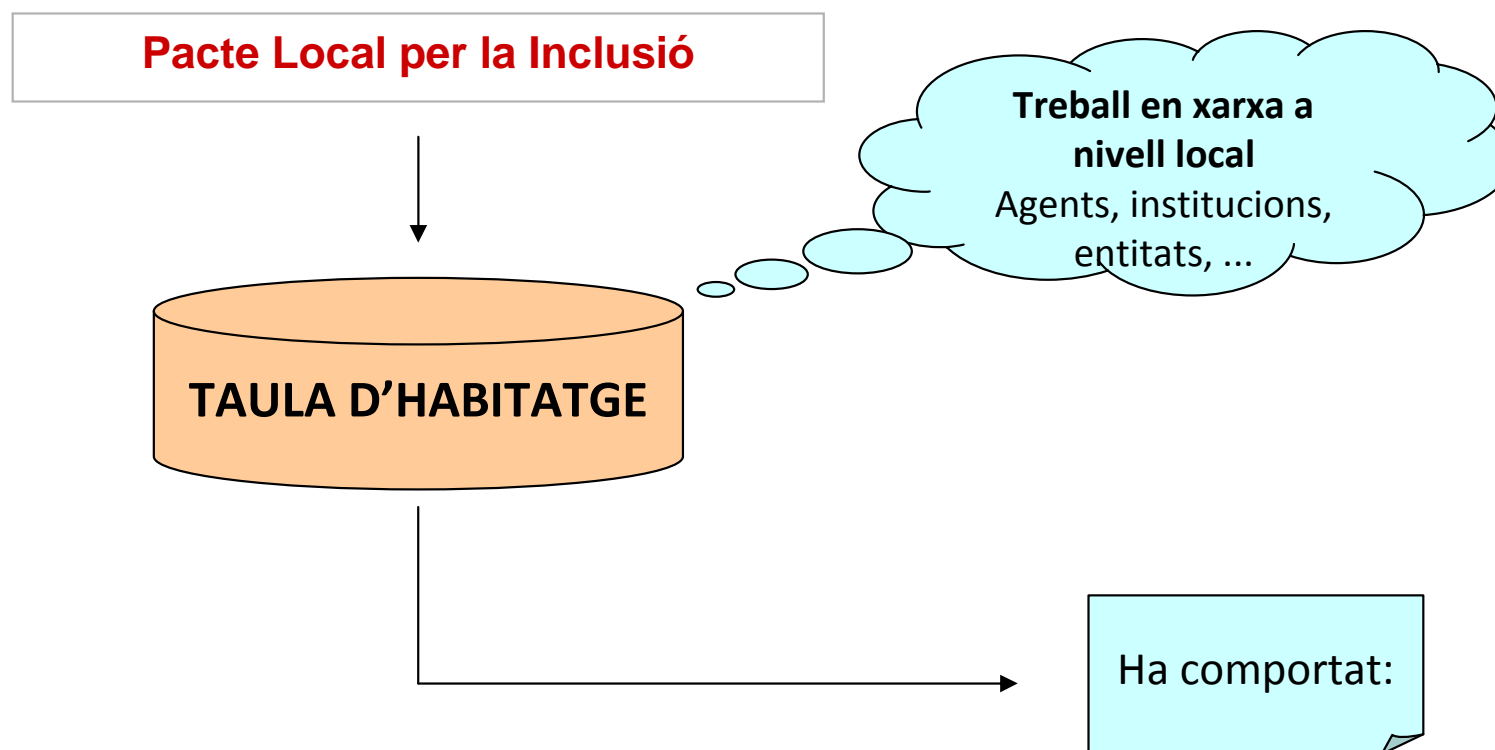 Pacte Local per la Inclusió
Treball en xarxa a
nivell local
Agents, institucions,
entitats, ...
TAULA D’HABITATGE
Ha comportat: